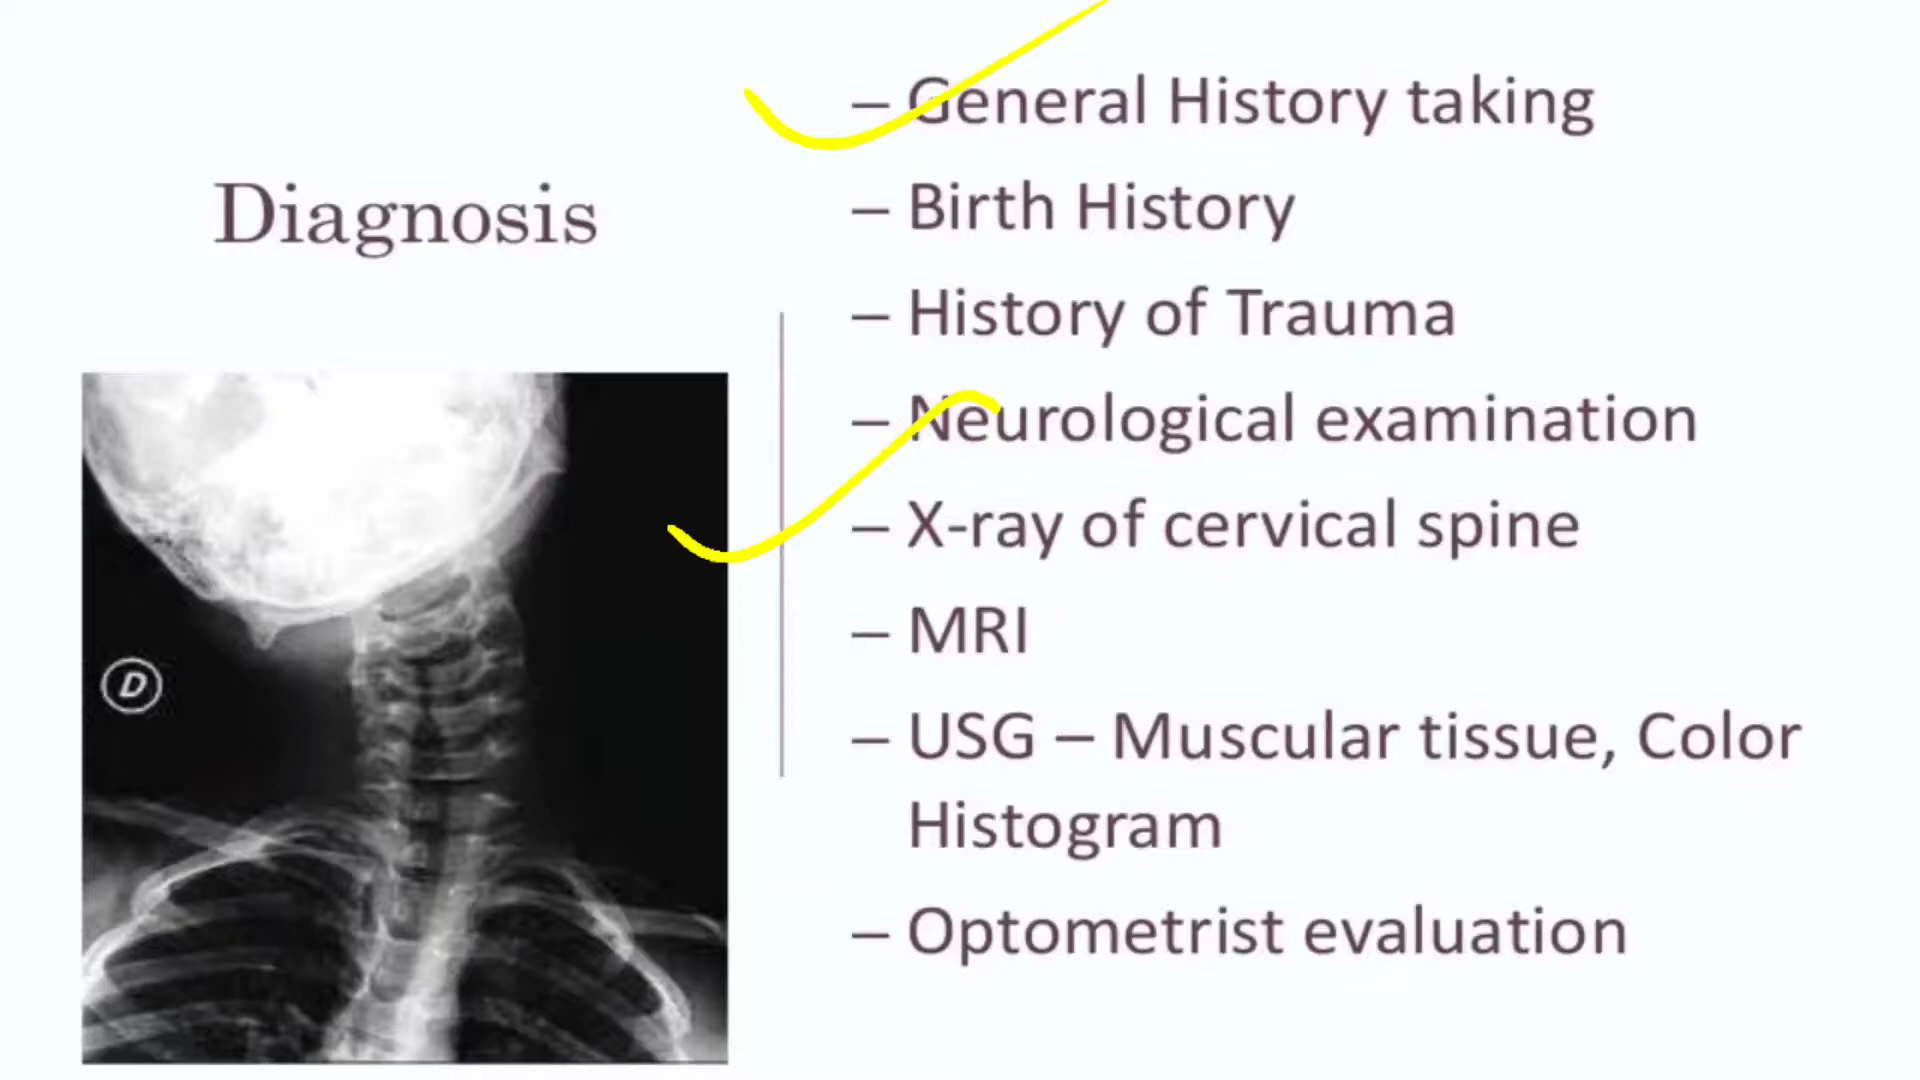 Diagnosis
– General History taking
– Birth History
– History of Trauma
– Neurological examination
– X-ray of cervical spine
– MRI
– USG – Muscular tissue, Color
Histogram
– Optometrist evaluation
D